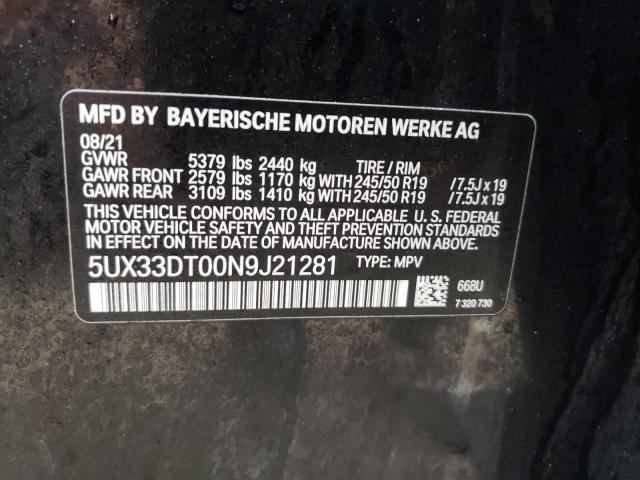 MFD BY BAYERISCHE MOTOREN WERKE AG
08/21
GVWR 5379 lbs 2440 kg TIRE / RIM
GAWR FRONT 2579 lbs 1170 kg WITH 245/50 R19 / 7.5J x 19
GAWR REAR 3109 lbs 1410 kg WITH 245/50 R19 / 7.5J x 19
THIS VEHICLE CONFORMS TO ALL APPLICABLE U. S. FEDERAL
MOTOR VEHICLE SAFETY AND THEFT PREVENTION STANDARDS
IN EFFECT ON THE DATE OF MANUFACTURE SHOWN ABOVE.
5UX33DT00N9J21281 TYPE: MPV
668U
7 320 730